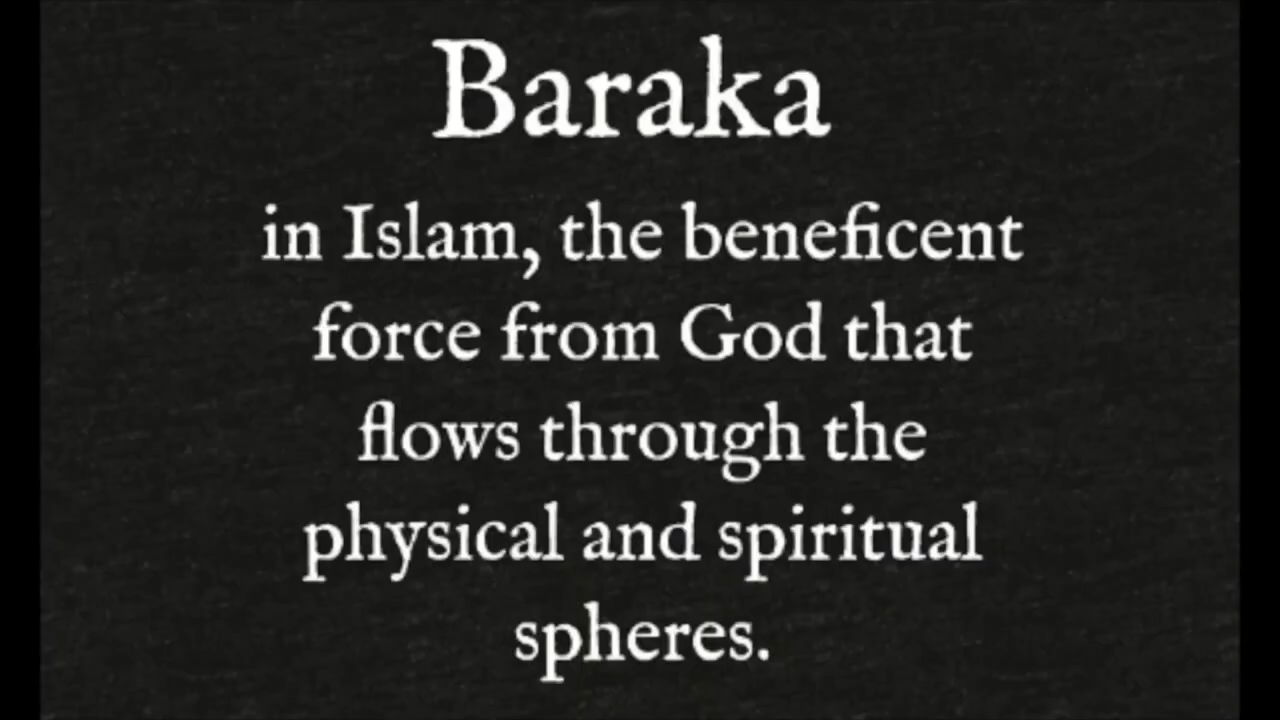 Baraka
in Islam, the beneficent
force from God that
flows through the
physical and spiritual
spheres.